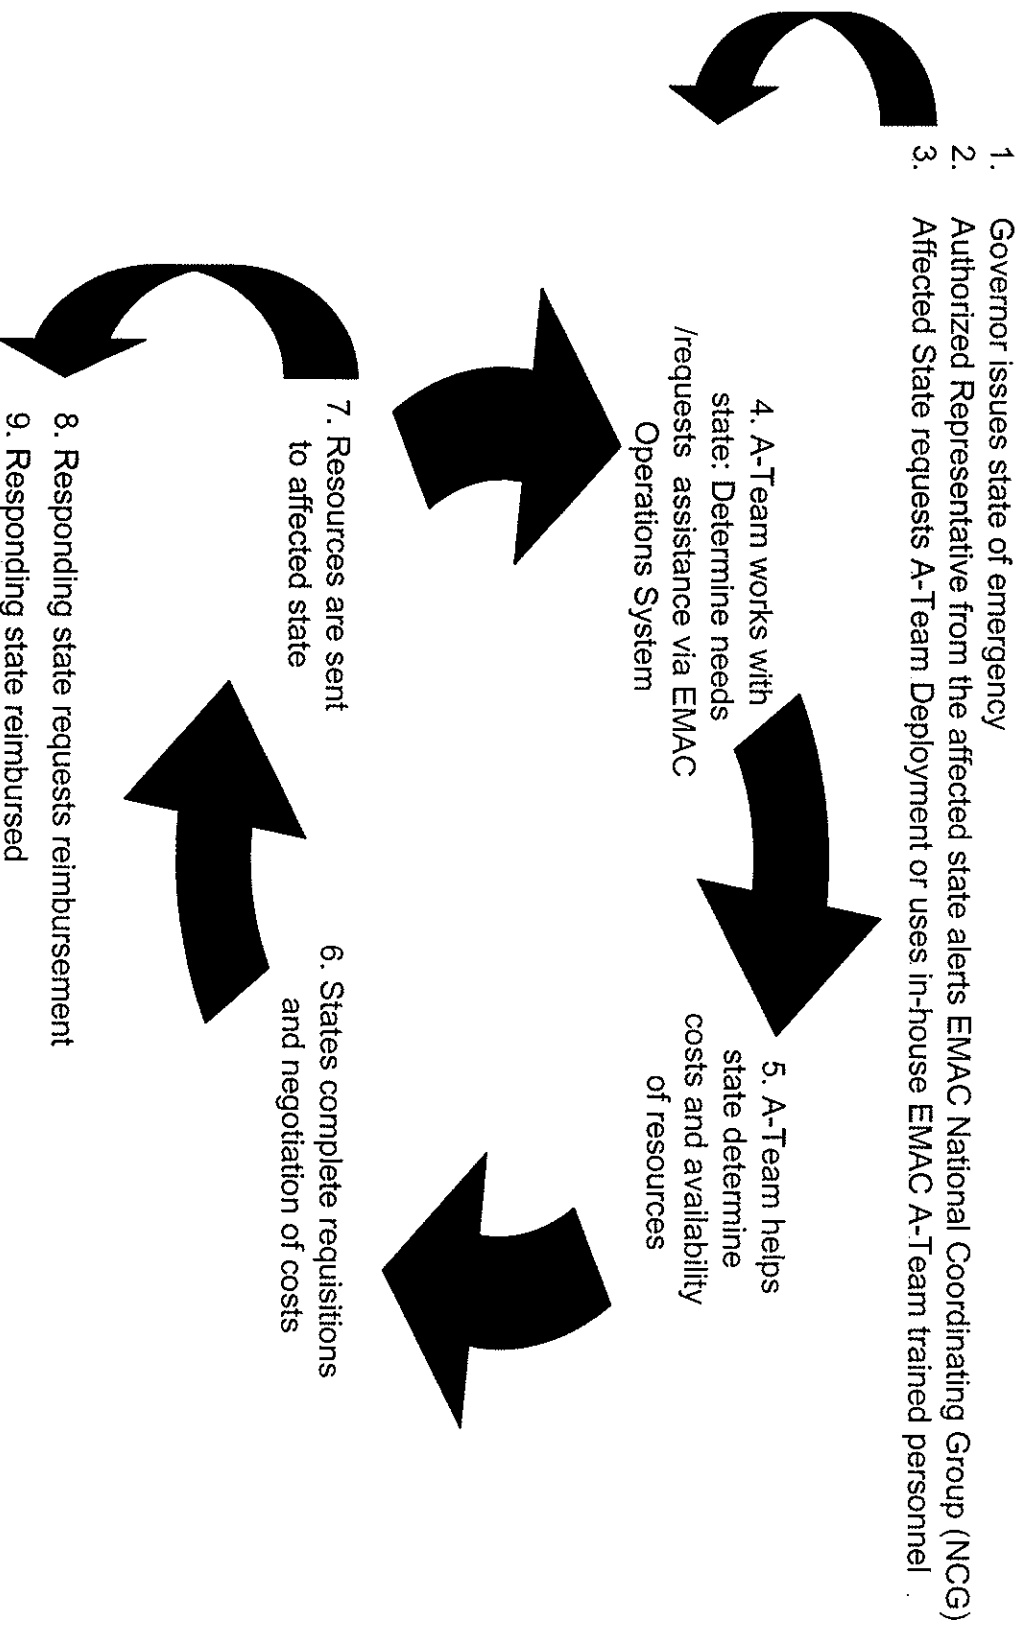 1. Governor issues state of emergency
2. Authorized Representative from the affected state alerts EMAC National Coordinating Group (NCG)
3. Affected State requests A-Team Deployment or uses in-house EMAC A-Team trained personnel
4. A-Team works with
state: Determine needs
/requests assistance via EMAC
Operations System
5. A-Team helps
state determine
costs and availability
of resources
6. States complete requisitions
and negotiation of costs
7. Resources are sent
to affected state
8. Responding state requests reimbursement
9. Responding state reimbursed